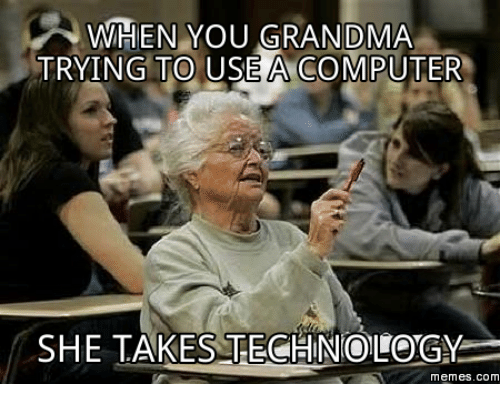 WHEN YOU GRANDMA
TRYING TO USE A COMPUTER
SHE TAKES TECHNOLOGY
memes.com